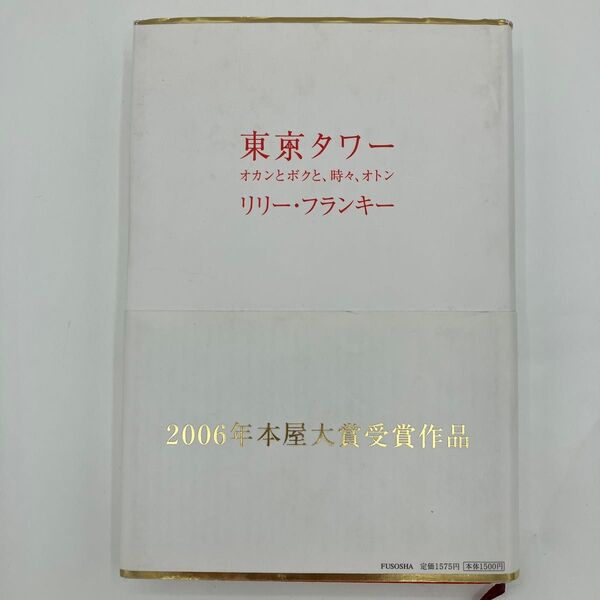 東京タワー
オカンとボクと、時々、オトン
リリー・フランキー
2006年本屋大賞受賞作品
FUSOSHA 定価1575円 本体1500円